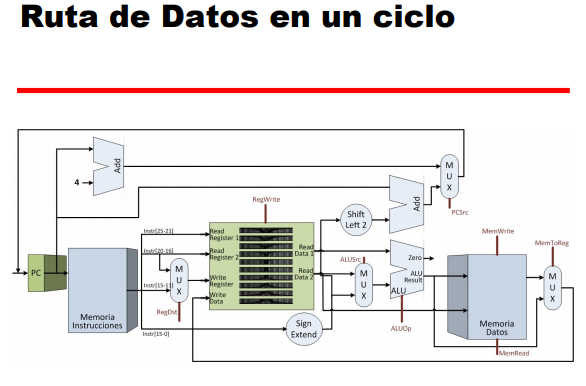 Ruta de Datos en un ciclo
Add
4
M
U
X
PCSrc
RegWrite
Shift
Left 2
Add
MemWrite
MemToReg
Instr[25-21]
Read
Register 1
Instr[20-16]
Read
Register 2
Read
Data 1
Read
Data 2
ALUSrc
Zero
ALU
Result
ALU
PC
M
U
X
Instr[15-11]
Write
Register
Write
Data
M
U
X
M
U
X
RegDst
Memoria
Instrucciones
Sign
Extend
Instr[15-0]
ALUOp
Memoria
Datos
MemRead